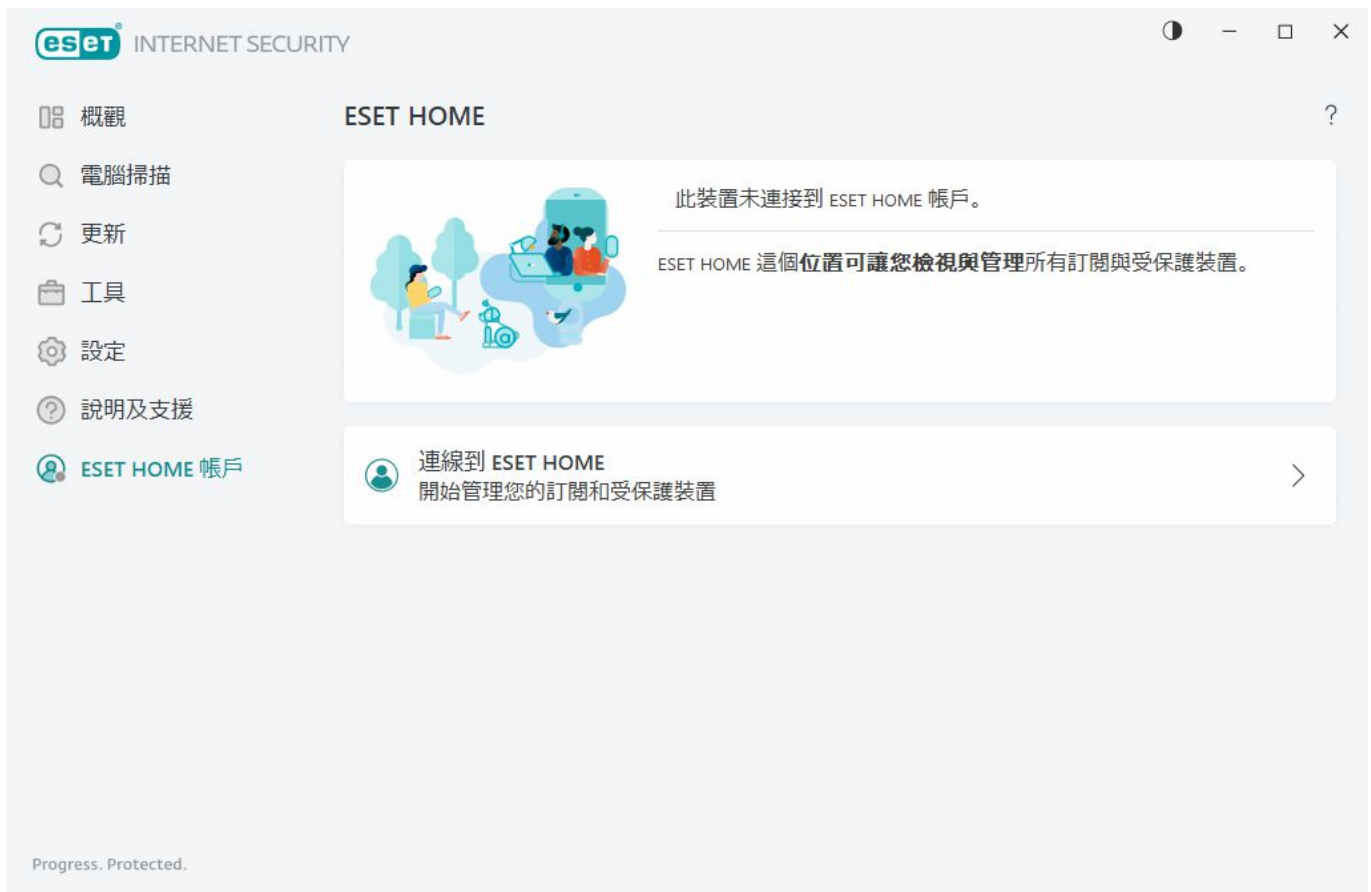 eset® INTERNET SECURITY
概觀
電腦掃描
更新
工具
設定
說明及支援
ESET HOME 帳戶
ESET HOME
?
此裝置未連接到 ESET HOME 帳戶。
ESET HOME 這個位置可讓您檢視與管理所有訂閱與受保護裝置。
連線到 ESET HOME
開始管理您的訂閱和受保護裝置
Progress. Protected.